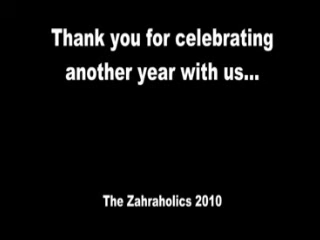 Thank you for celebrating
another year with us...
The Zahraholics 2010